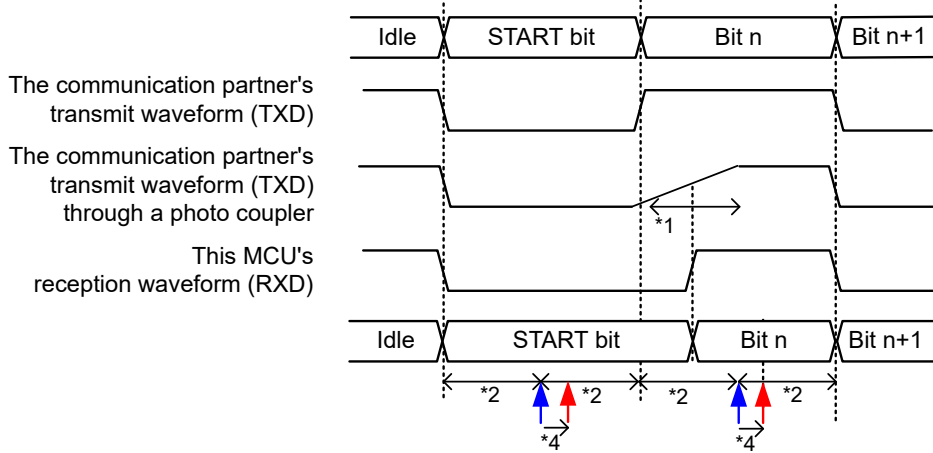 Idle START bit Bit n Bit n+1
The communication partner's
transmit waveform (TXD)
The communication partner's
transmit waveform (TXD)
through a photo coupler
*1
This MCU's
reception waveform (RXD)
Idle START bit Bit n Bit n+1
*2 *2 *2 *2
*4 *4